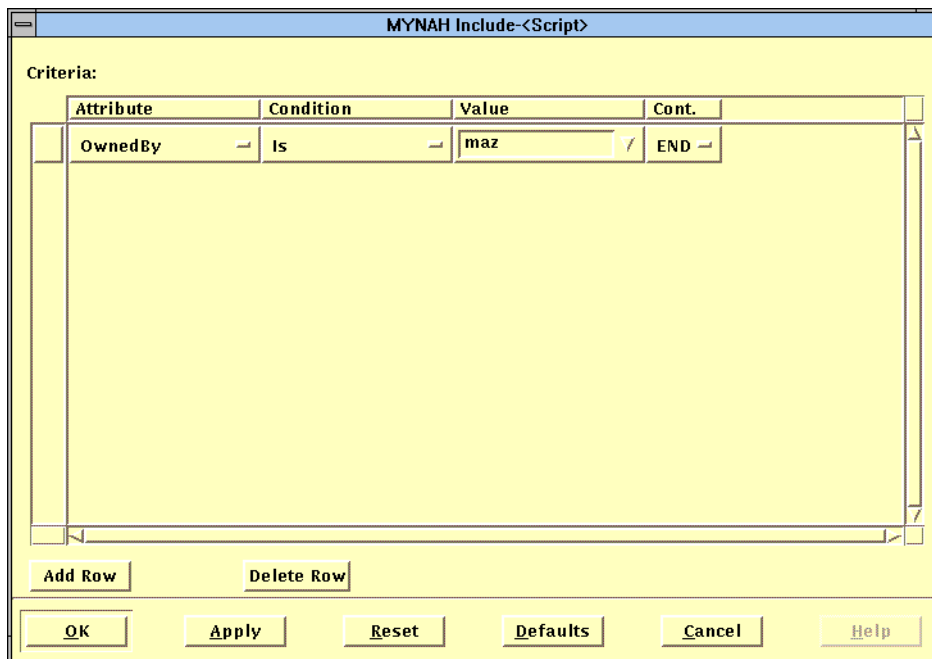 MYNAH Include-<Script>
Criteria:
Attribute Condition Value Cont.
OwnedBy Is maz END
Add Row Delete Row
OK Apply Reset Defaults Cancel Help